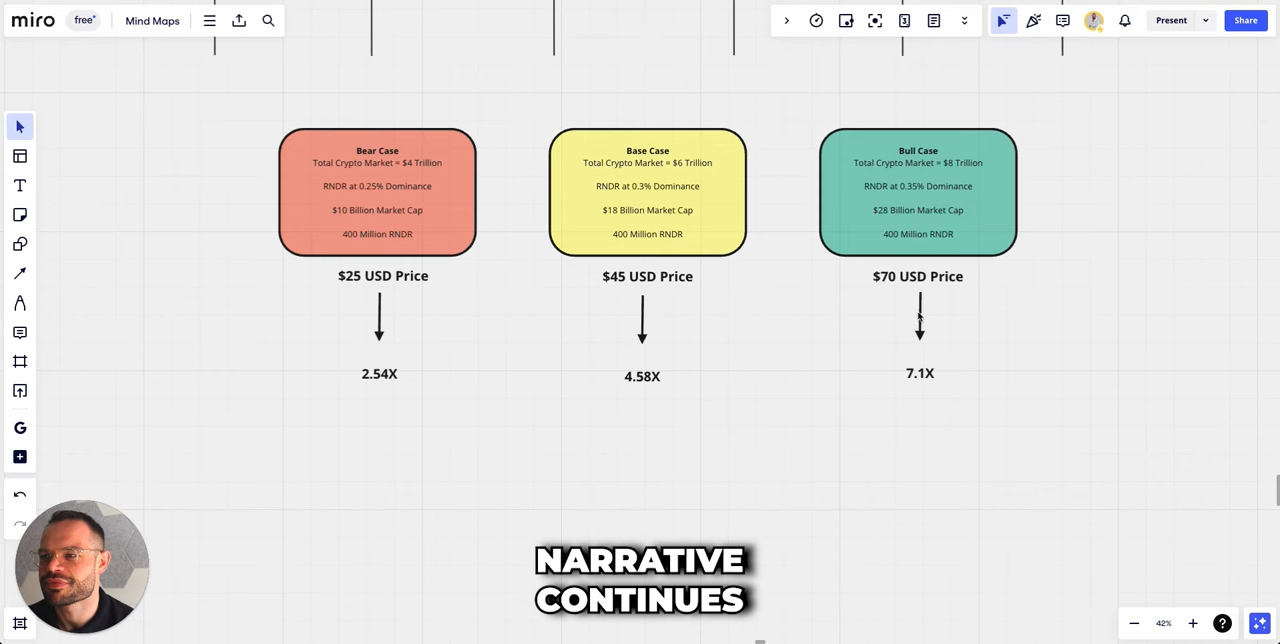 miro free Mind Maps
Present
Share
Bear Case
Total Crypto Market = $4 Trillion
RNDR at 0.25% Dominance
$10 Billion Market Cap
400 Million RNDR
$25 USD Price
2.54X
Base Case
Total Crypto Market = $6 Trillion
RNDR at 0.3% Dominance
$18 Billion Market Cap
400 Million RNDR
$45 USD Price
4.58X
Bull Case
Total Crypto Market = $8 Trillion
RNDR at 0.35% Dominance
$28 Billion Market Cap
400 Million RNDR
$70 USD Price
7.1X
NARRATIVE
CONTINUES
42%